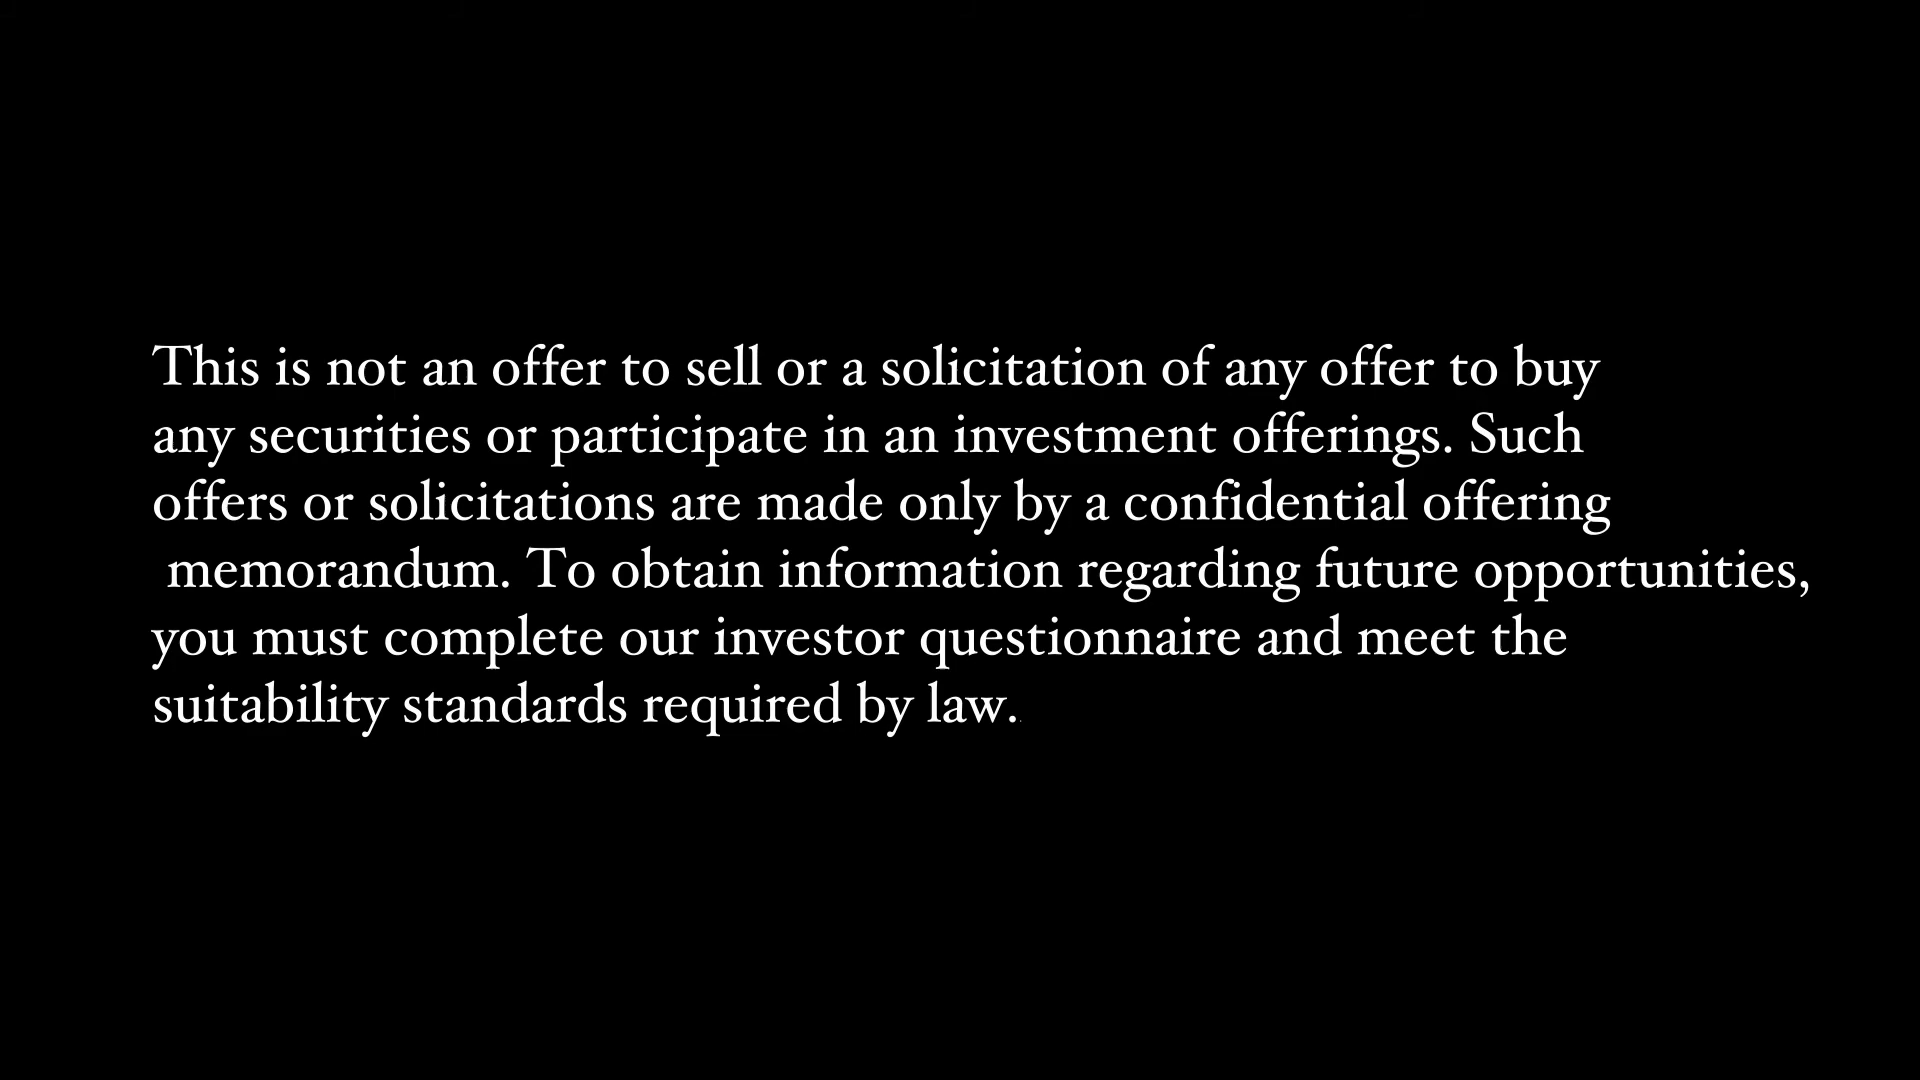 This is not an offer to sell or a solicitation of any offer to buy
any securities or participate in an investment offerings. Such
offers or solicitations are made only by a confidential offering
memorandum. To obtain information regarding future opportunities,
you must complete our investor questionnaire and meet the
suitability standards required by law.